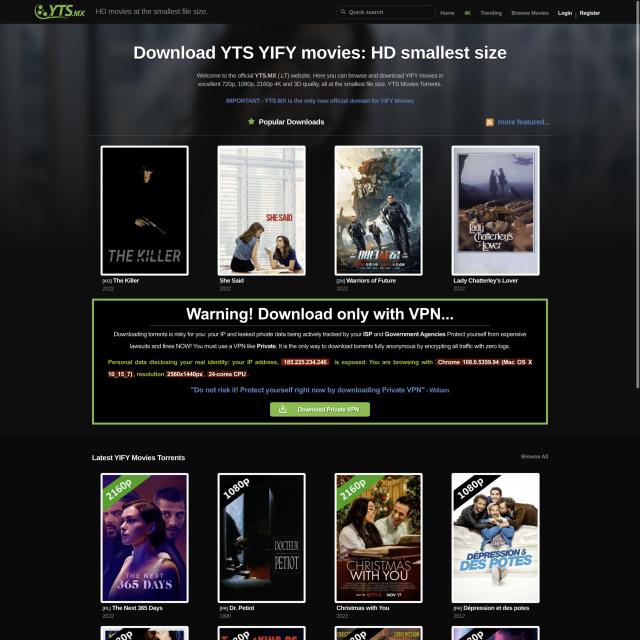 YTS.MX HD movies at the smallest file size. Quick search Home 4K Trending Browse Movies Login | Register
Download YTS YIFY movies: HD smallest size
Welcome to the official YTS.MX (.LT) website. Here you can browse and download YIFY movies in
excellent 720p, 1080p, 2160p 4K and 3D quality, all at the smallest file size. YTS Movies Torrents.
IMPORTANT - YTS.MX is the only new official domain for YIFY Movies
Popular Downloads more featured...
THE KILLER
SHE SAID
Lady
Chatterley's
Lover
[KO] The Killer
2022
She Said
2022
[ZH] Warriors of Future
2022
Lady Chatterley's Lover
2022
Warning! Download only with VPN...
Downloading torrents is risky for you: your IP and leaked private data being actively tracked by your ISP and Government Agencies Protect yourself from expensive
lawsuits and fines NOW! You must use a VPN like Private. It is the only way to download torrents fully anonymous by encrypting all traffic with zero logs.
Personal data disclosing your real identity: your IP address, 185.225.234.246 is exposed. You are browsing with Chrome 108.0.5359.94 (Mac OS X
10_15_7), resolution 2560x1440px, 24-cores CPU.
"Do not risk it! Protect yourself right now by downloading Private VPN" - William
Download Private VPN
Latest YIFY Movies Torrents Browse All
2160p
THE NEXT
365 DAYS
1080p
DOCTEUR
PETIOT
2160p
CHRISTMAS
WITH YOU
NETFLIX NOV 17
1080p
DÉPRESSION &
DES POTES
[PL] The Next 365 Days
2022
[FR] Dr. Petiot
1990
Christmas with You
2022
[FR] Dépression et des potes
2012